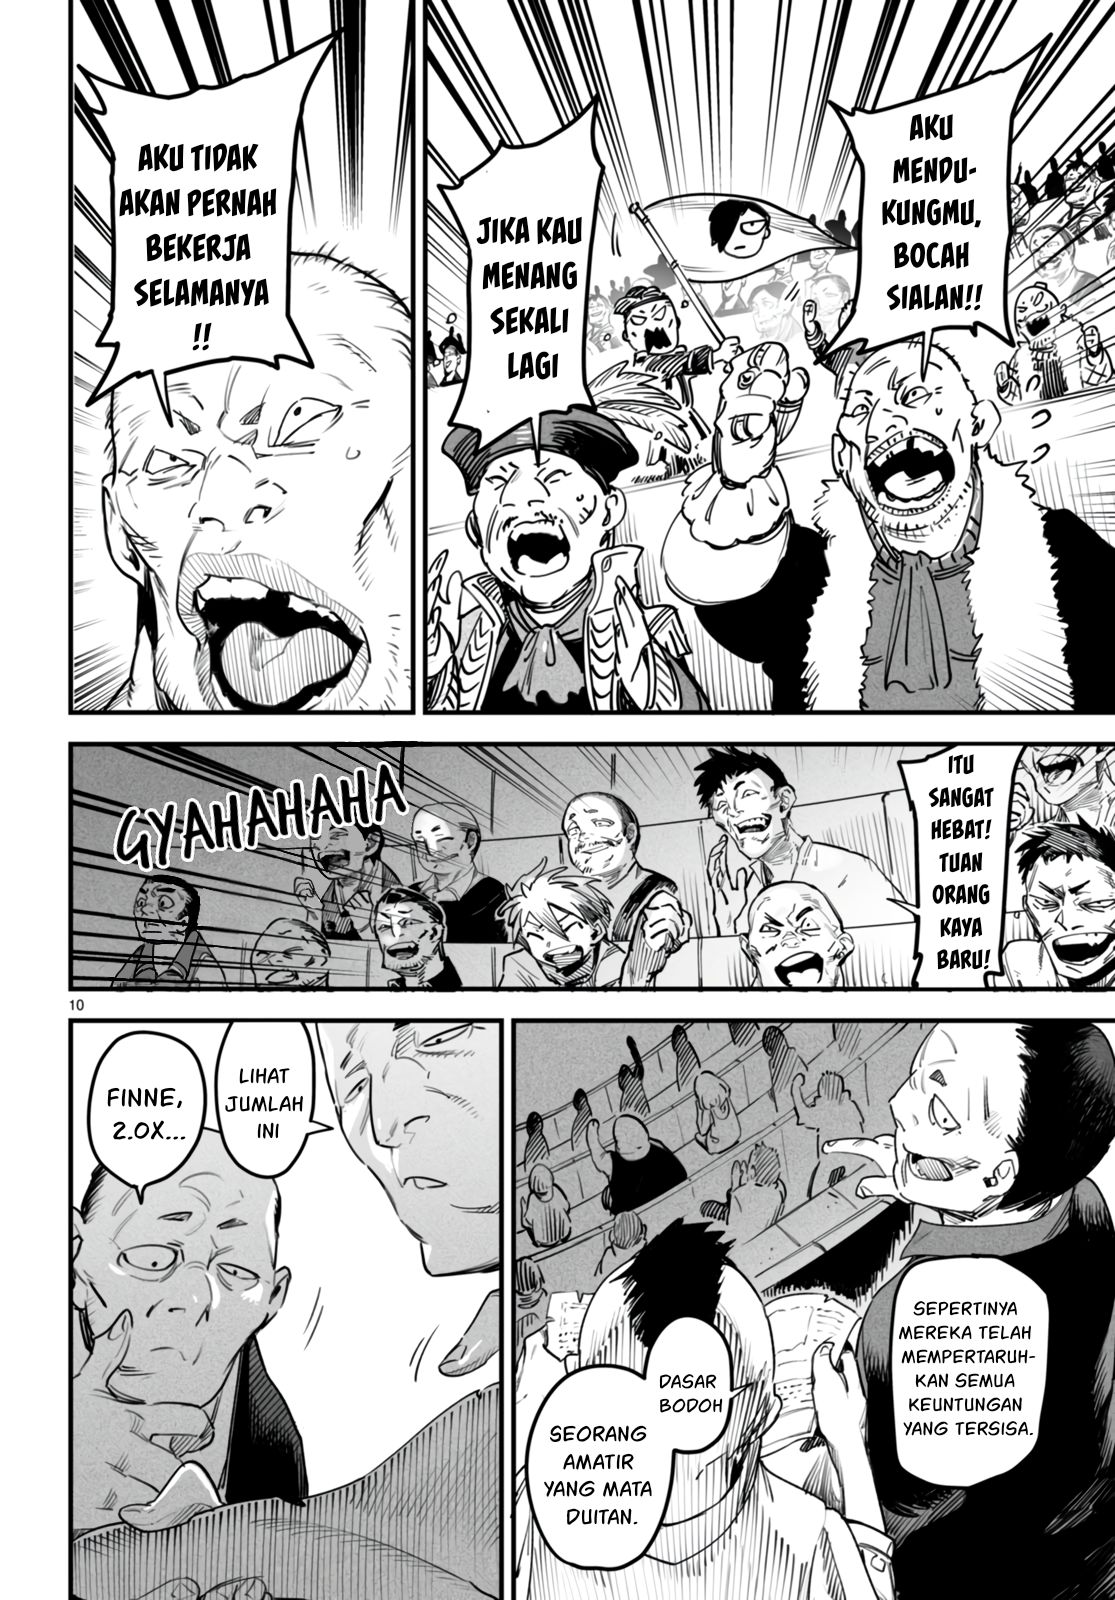 AKU
MENDU-
KUNGMU,
BOCAH
SIALAN!!
JIKA KAU
MENANG
SEKALI
LAGI
AKU TIDAK
AKAN PERNAH
BEKERJA
SELAMANYA
!!
ITU
SANGAT
HEBAT!
TUAN
ORANG
KAYA
BARU!
GYAHAHAHA
10
SEPERTINYA
MEREKA TELAH
MEMPERTARUH-
KAN SEMUA
KEUNTUNGAN
YANG TERSISA.
DASAR
BODOH
SEORANG
AMATIR
YANG MATA
DUITAN.
LIHAT
JUMLAH
INI
FINNE,
2.0X...